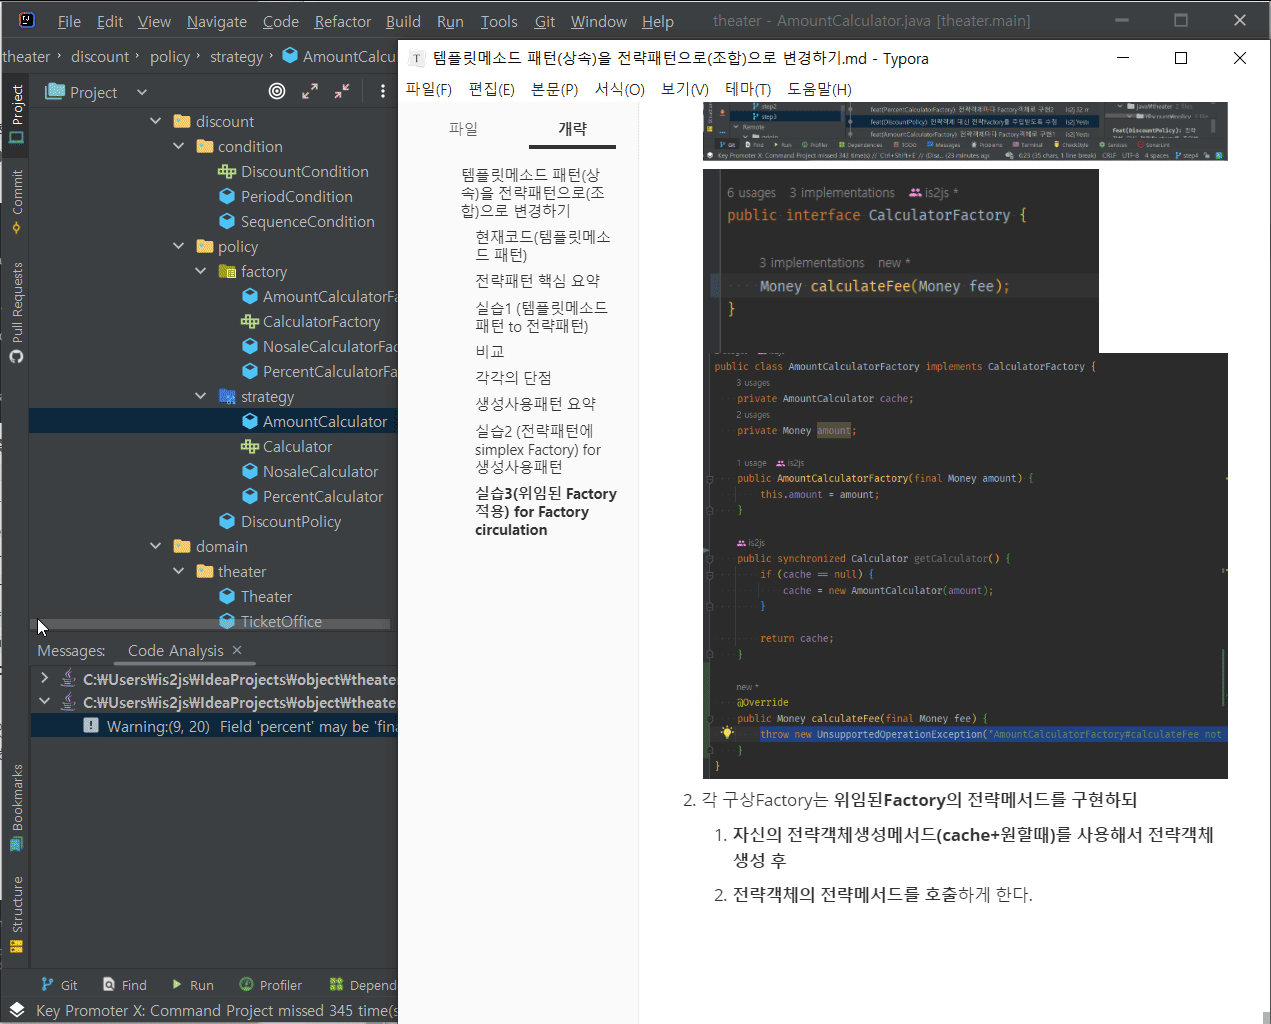 File Edit View Navigate Code Refactor Build Run Tools Git Window Help theater - AmountCalculator.java [theater.main]
theater › discount › policy › strategy › AmountCalcu
Project
discount
condition
DiscountCondition
PeriodCondition
SequenceCondition
policy
factory
AmountCalculatorFa
CalculatorFactory
NosaleCalculatorFac
PercentCalculatorFa
strategy
AmountCalculator
Calculator
NosaleCalculator
PercentCalculator
DiscountPolicy
domain
theater
Theater
TicketOffice
Project
Commit
Pull Requests
Bookmarks
Structure
Messages: Code Analysis ×
C:₩Users₩is2js₩IdeaProjects₩object₩theate
C:₩Users₩is2js₩IdeaProjects₩object₩theate
Warning:(9, 20) Field 'percent' may be 'fina
Git Find Run Profiler Depend
Key Promoter X: Command Project missed 345 time(s
템플릿메소드 패턴(상속)을 전략패턴으로(조합)으로 변경하기.md - Typora
파일(F) 편집(E) 본문(P) 서식(O) 보기(V) 테마(T) 도움말(H)
파일 개략
템플릿메소드 패턴(상
속)을 전략패턴으로(조
합)으로 변경하기
현재코드(템플릿메소
드 패턴)
전략패턴 핵심 요약
실습1 (템플릿메소드
패턴 to 전략패턴)
비교
각각의 단점
생성사용패턴 요약
실습2 (전략패턴에
simplex Factory) for
생성사용패턴
실습3(위임된 Factory
적용) for Factory
circulation
step2
step3
Remote
Git Find Run Profiler Dependencies TODO Messages Problems Terminal CheckStyle Services SonarLint
6 usages 3 implementations is2js *
public interface CalculatorFactory {
3 implementations new *
Money calculateFee(Money fee);
}
public class AmountCalculatorFactory implements CalculatorFactory {
3 usages
private AmountCalculator cache;
2 usages
private Money amount;
1 usage is2js
public AmountCalculatorFactory(final Money amount) {
this.amount = amount;
}
is2js
public synchronized Calculator getCalculator() {
if (cache == null) {
cache = new AmountCalculator(amount);
}
return cache;
}
new *
@Override
public Money calculateFee(final Money fee) {
throw new UnsupportedOperationException("AmountCalculatorFactory#calculateFee not
}
}
2. 각 구상Factory는 위임된Factory의 전략메서드를 구현하되
1. 자신의 전략객체생성메서드(cache+원할때)를 사용해서 전략객체
생성 후
2. 전략객체의 전략메서드를 호출하게 한다.